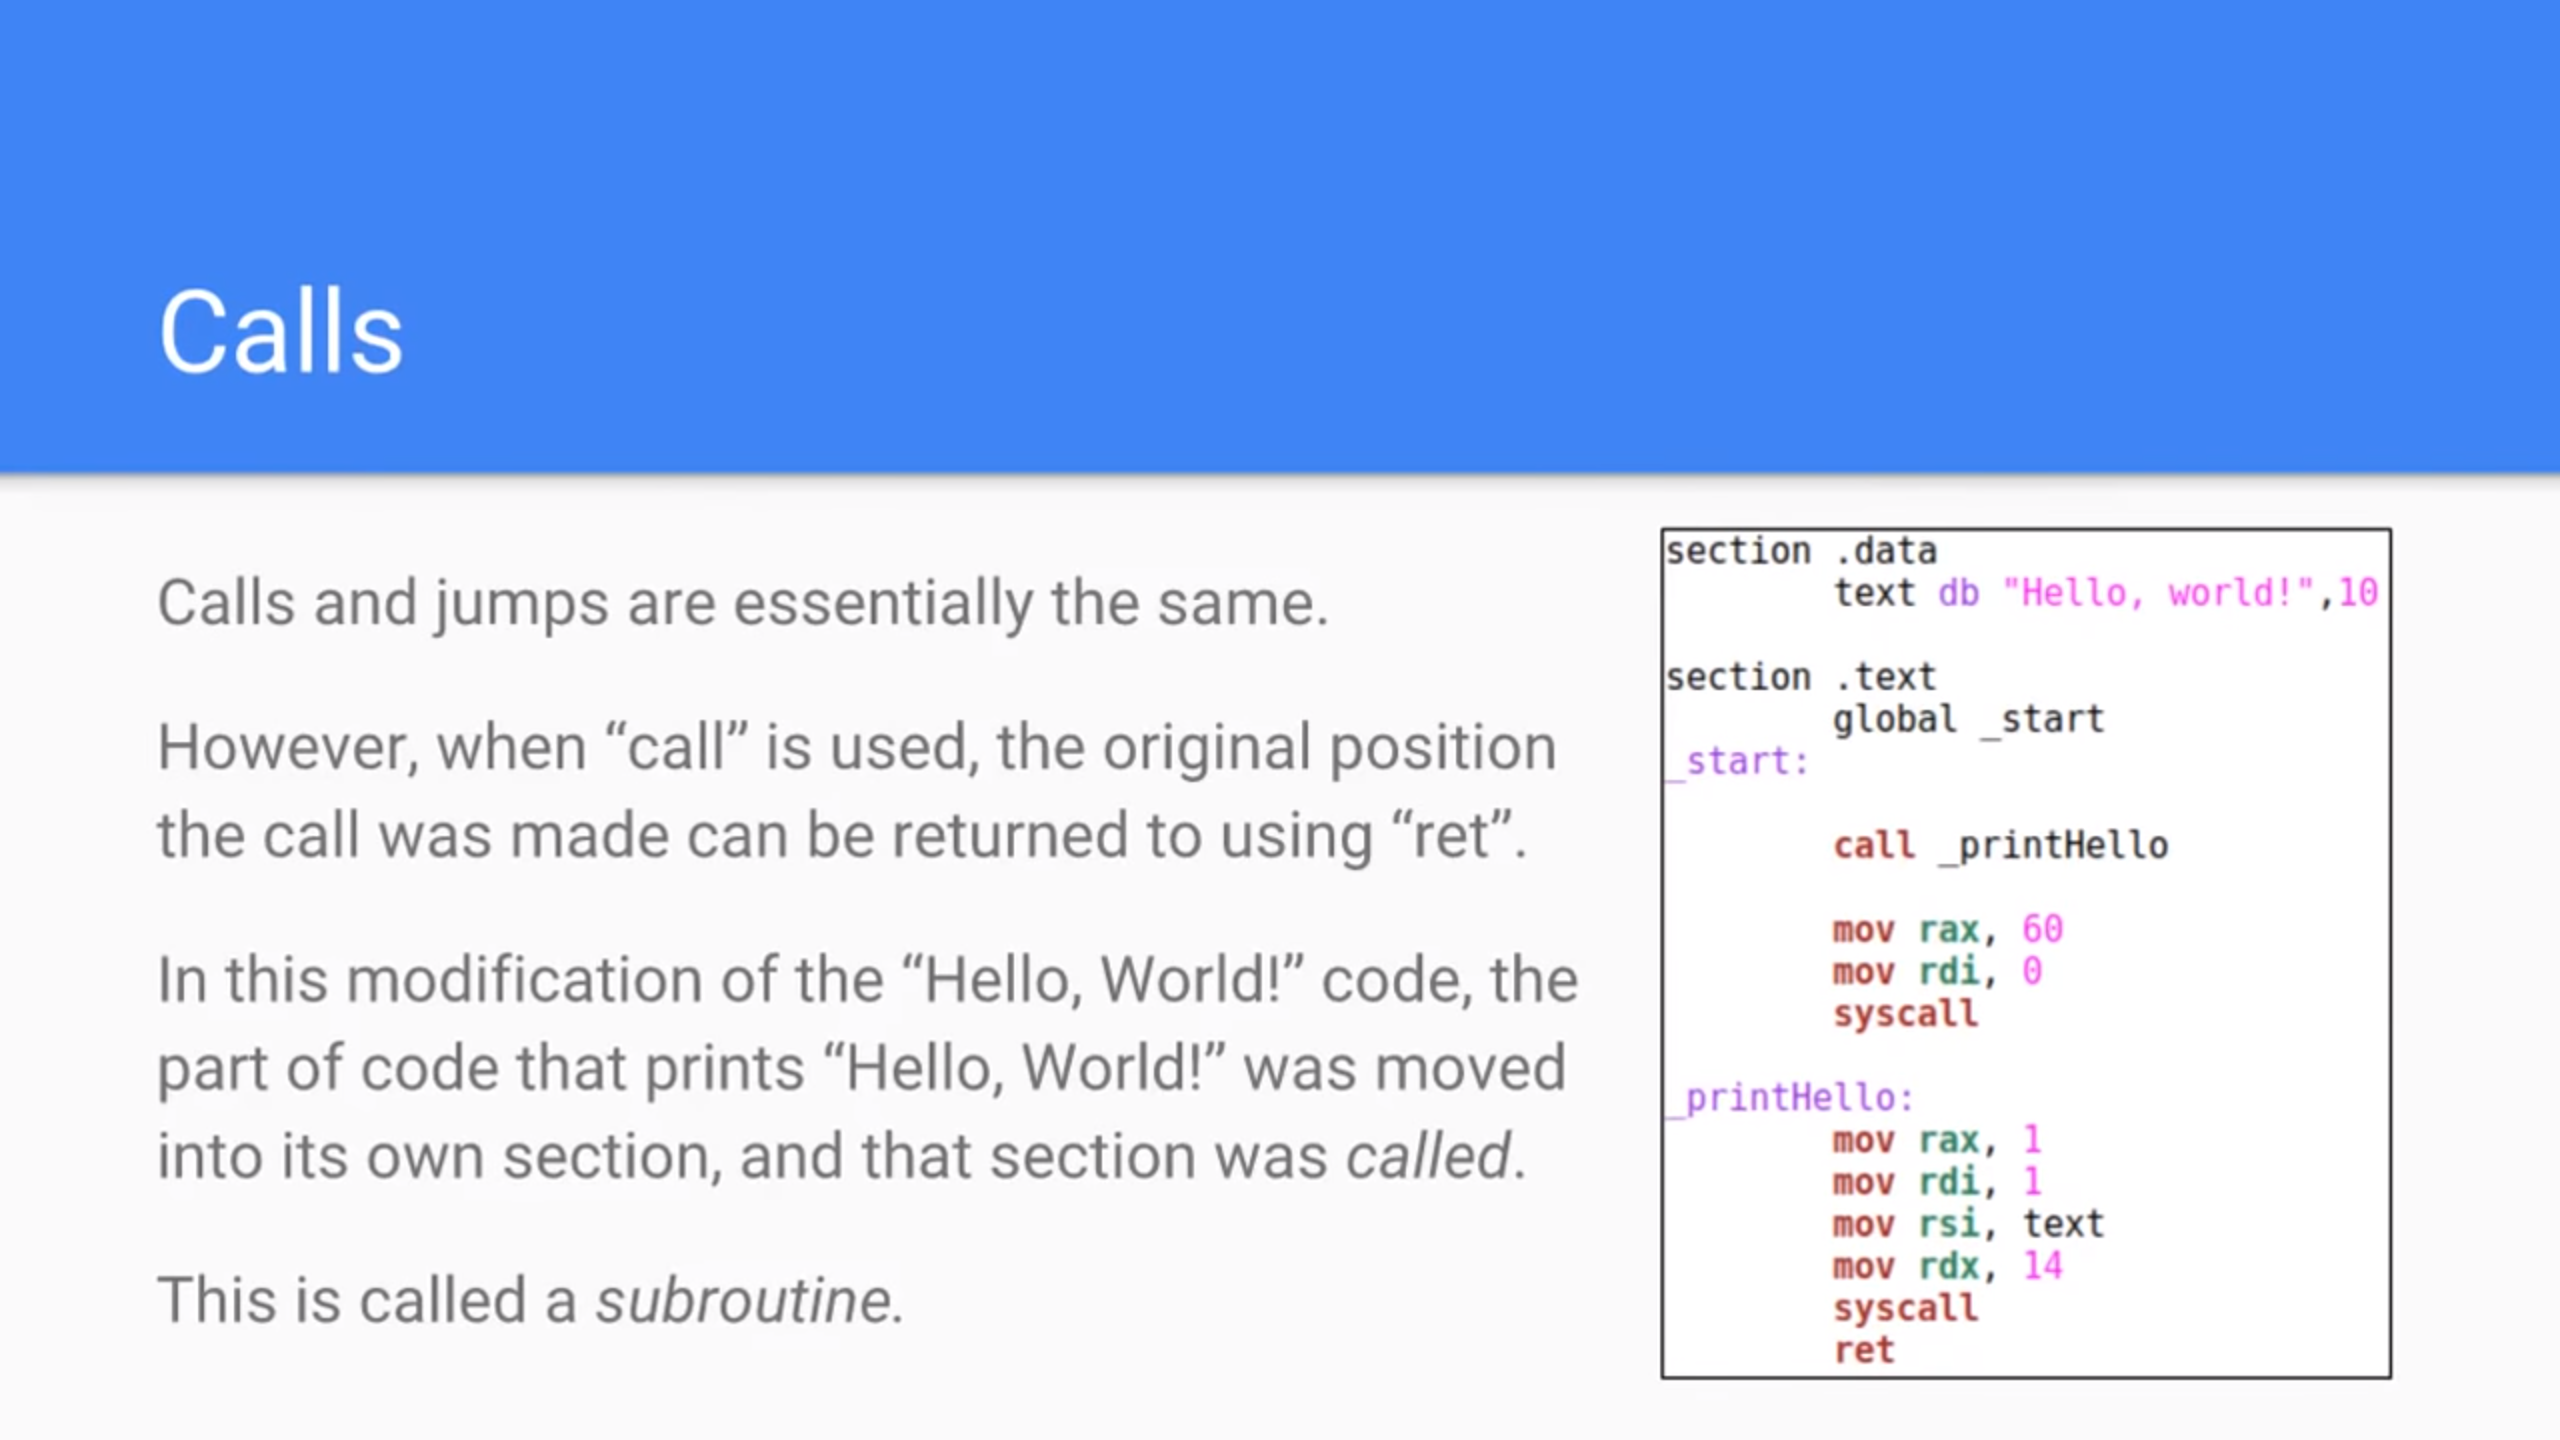 Calls
Calls and jumps are essentially the same.
However, when “call” is used, the original position
the call was made can be returned to using “ret”.
In this modification of the “Hello, World!” code, the
part of code that prints “Hello, World!” was moved
into its own section, and that section was called.
This is called a subroutine.
section .data
        text db "Hello, world!",10
section .text
        global _start
_start:
        call _printHello
        mov rax, 60
        mov rdi, 0
        syscall
_printHello:
        mov rax, 1
        mov rdi, 1
        mov rsi, text
        mov rdx, 14
        syscall
        ret